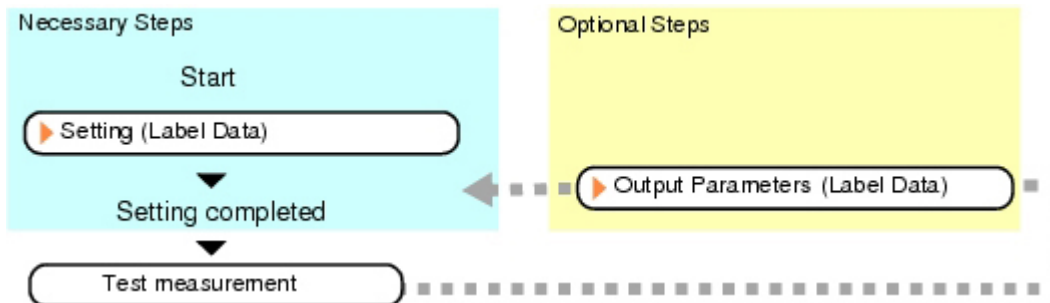 Necessary Steps
Optional Steps
Start
Setting (Label Data)
Output Parameters (Label Data)
Setting completed
Test measurement